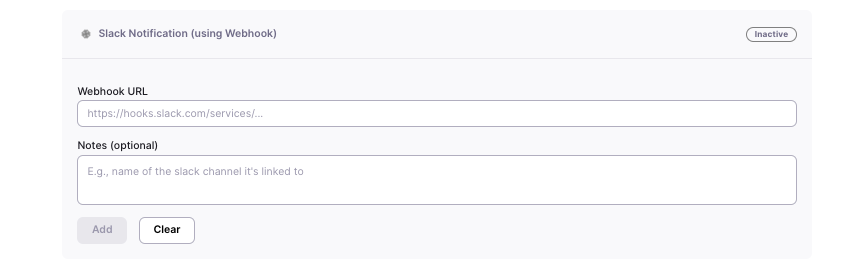 Slack Notification (using Webhook)
Inactive
Webhook URL
https://hooks.slack.com/services/...
Notes (optional)
E.g., name of the slack channel it's linked to
Add
Clear